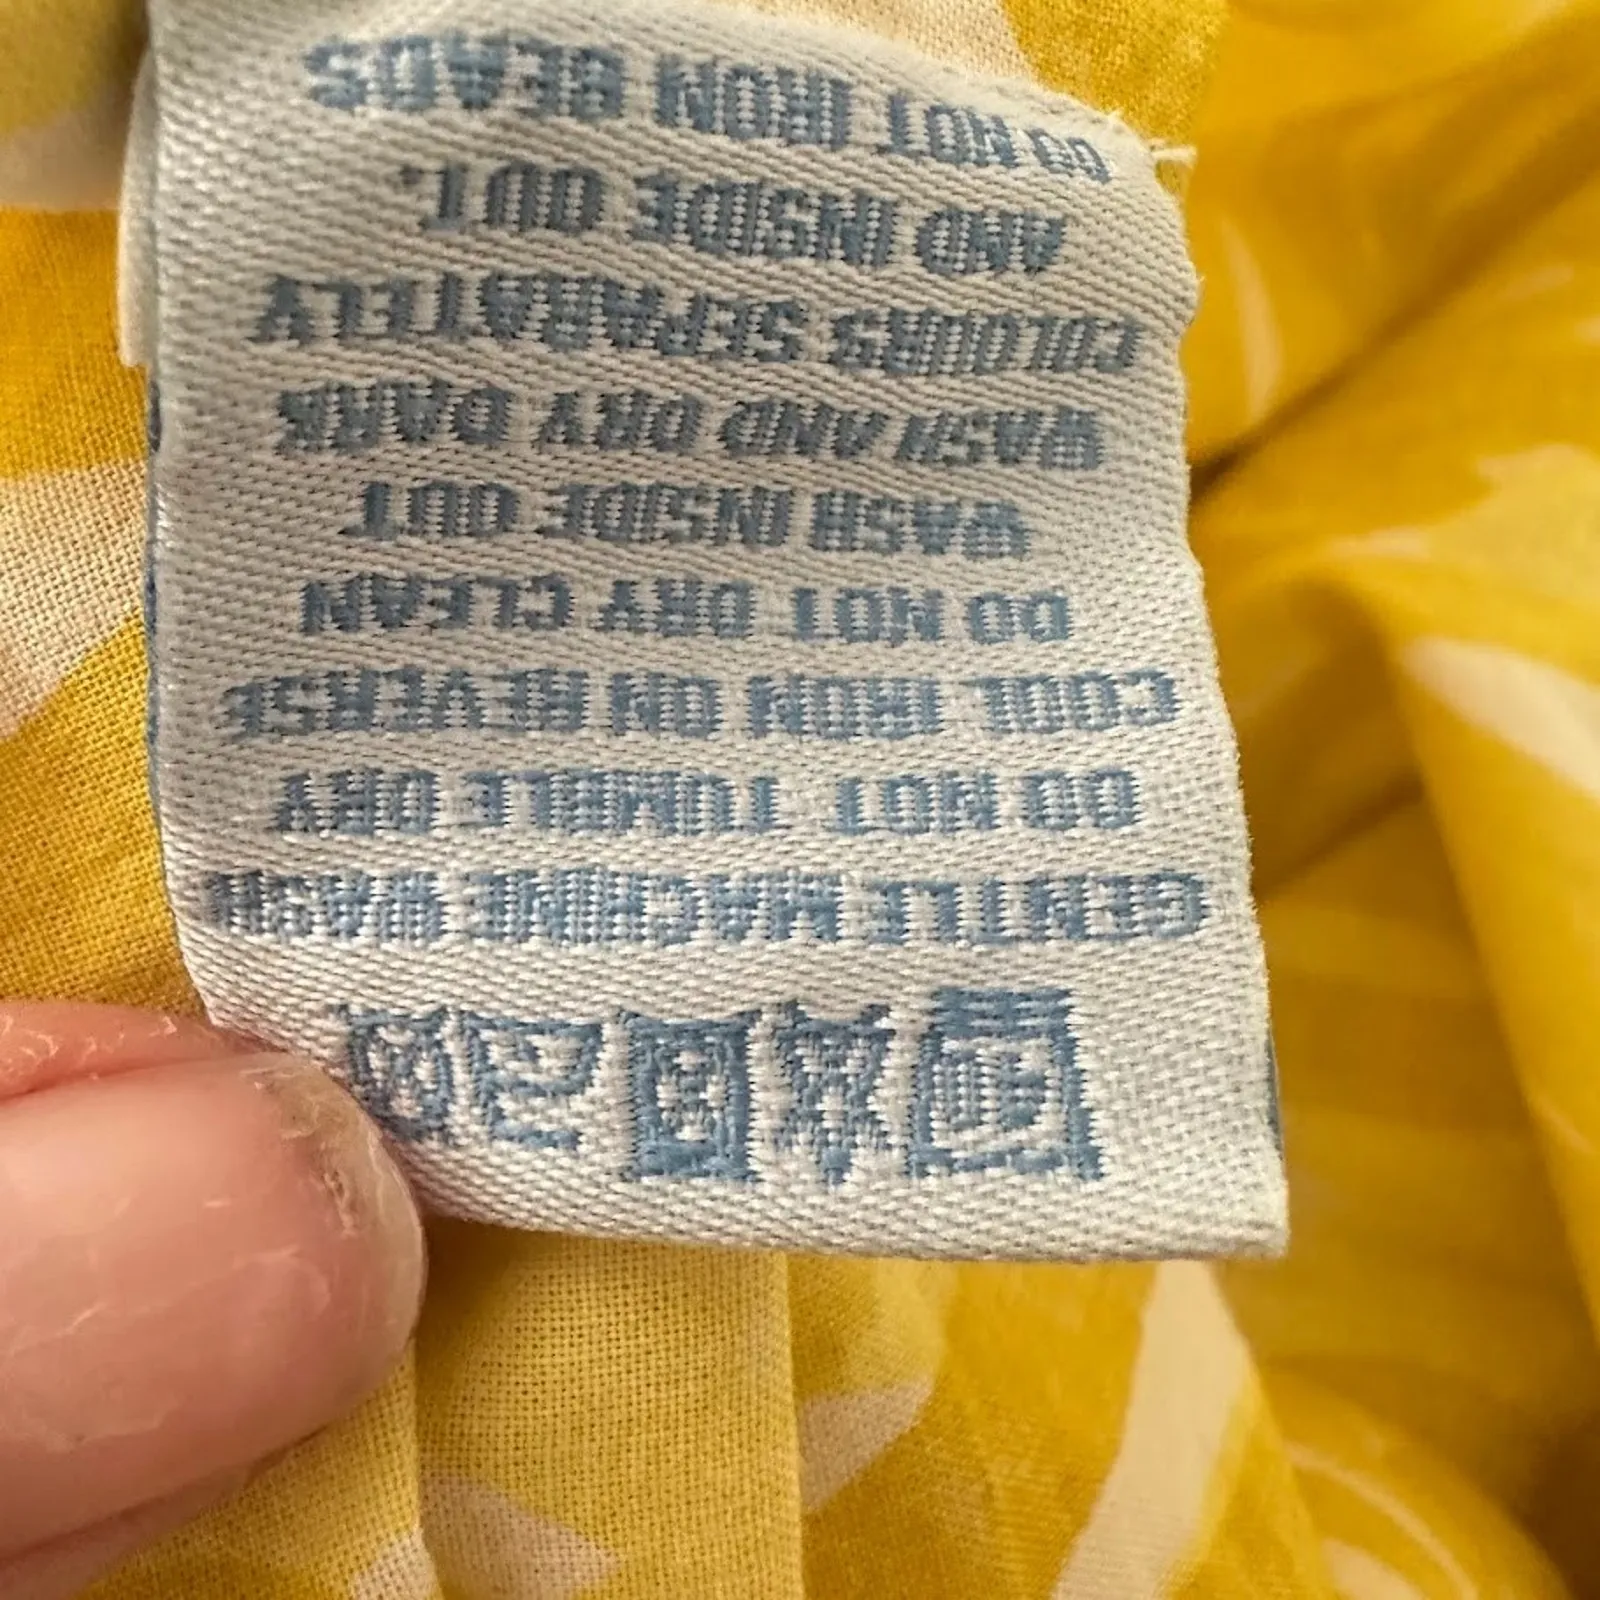 GENTLE MACHINE WASH
DO NOT TUMBLE DRY
COOL IRON ON REVERSE
DO NOT DRY CLEAN
WASH INSIDE OUT
WASH AND DRY DARK
COLOURS SEPARATELY
AND INSIDE OUT.
DO NOT IRON BEADS